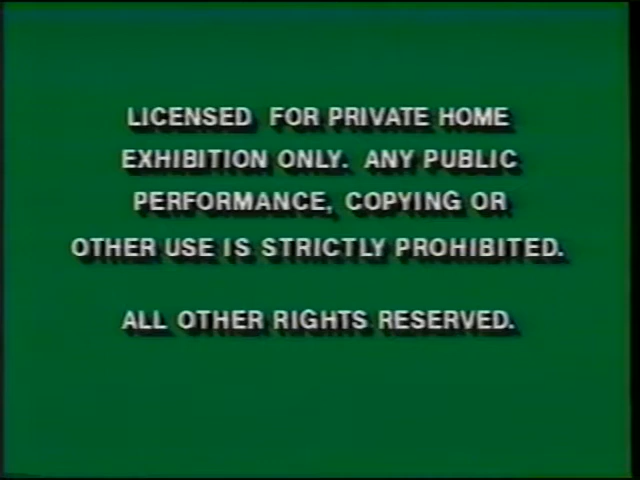 LICENSED FOR PRIVATE HOME
EXHIBITION ONLY. ANY PUBLIC
PERFORMANCE, COPYING OR
OTHER USE IS STRICTLY PROHIBITED.
ALL OTHER RIGHTS RESERVED.